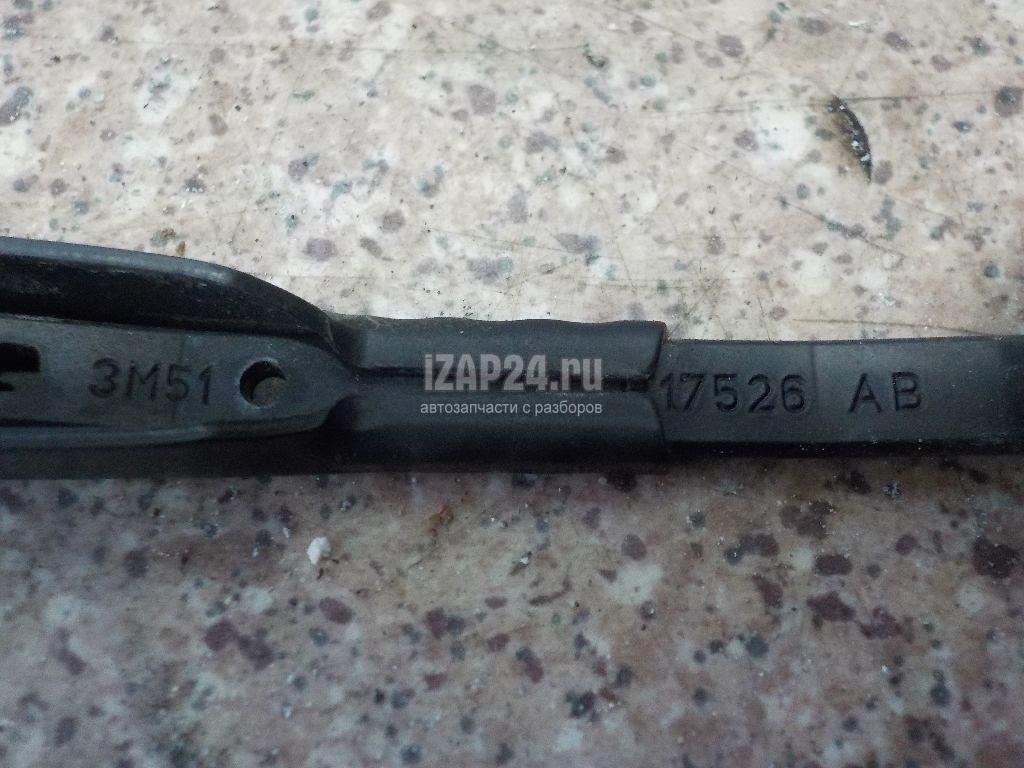 3M51 17526 AB
iZAP24.ru
автозапчасти с разборов